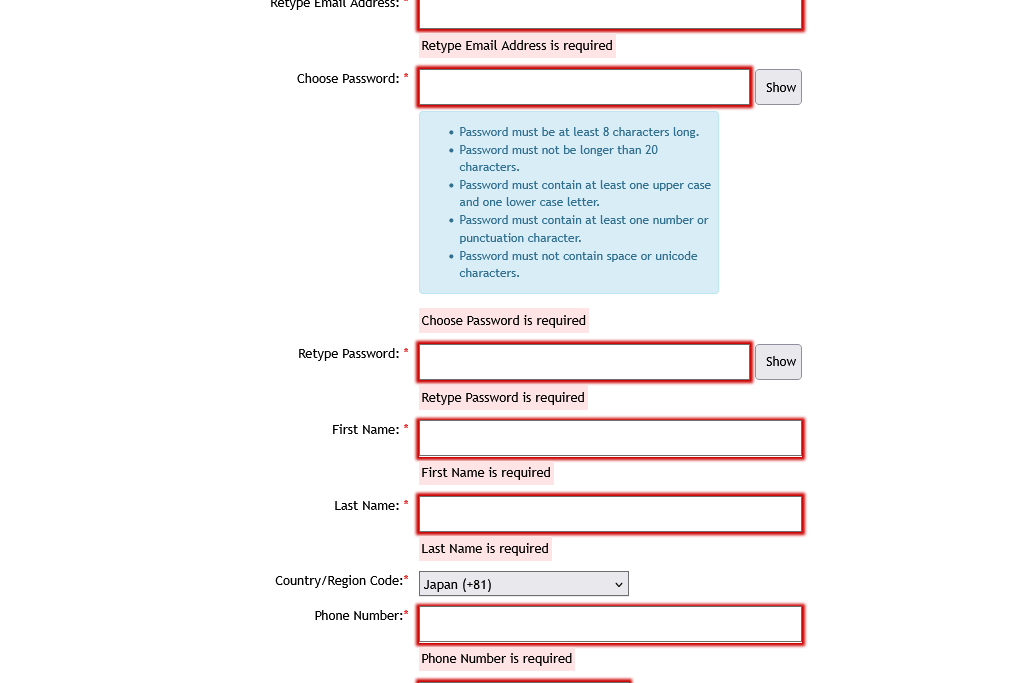 Retype Email Address: *
Retype Email Address is required
Choose Password: *
Show
• Password must be at least 8 characters long.
• Password must not be longer than 20
characters.
• Password must contain at least one upper case
and one lower case letter.
• Password must contain at least one number or
punctuation character.
• Password must not contain space or unicode
characters.
Choose Password is required
Retype Password: *
Show
Retype Password is required
First Name: *
First Name is required
Last Name: *
Last Name is required
Country/Region Code:*
Japan (+81)
Phone Number:*
Phone Number is required